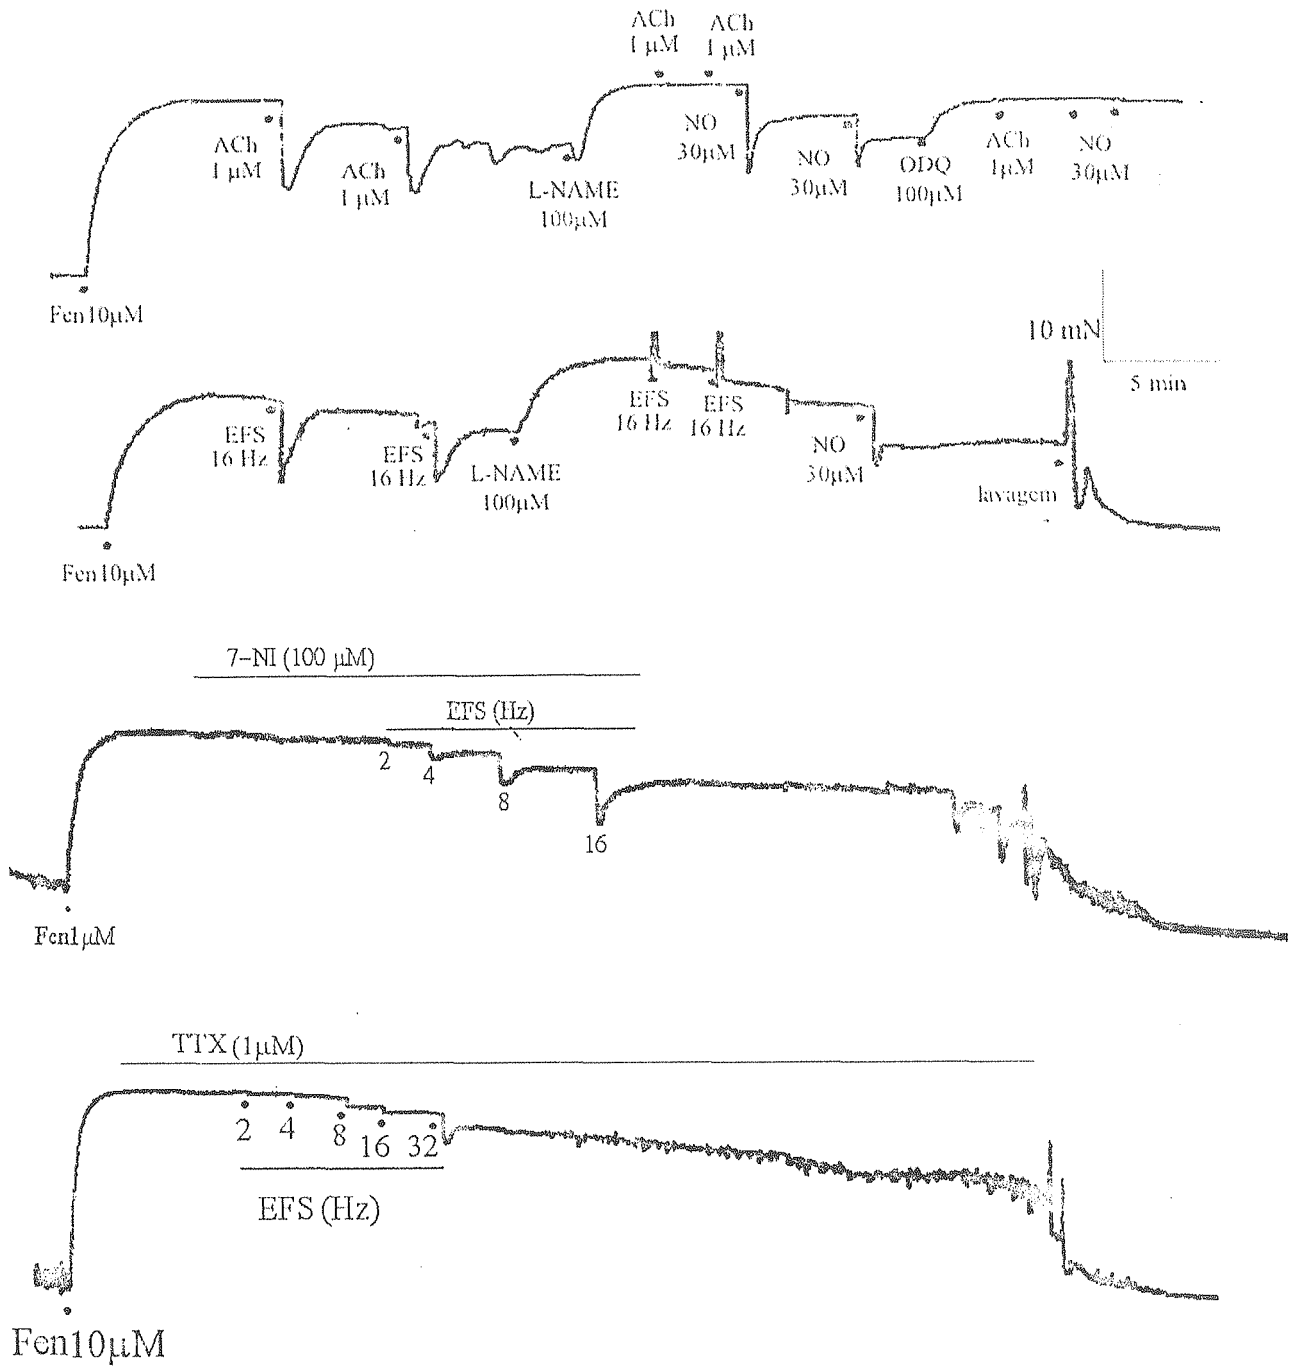 ACh
1 µM
ACh
1 µM
ACh
1 µM
ACh
1 µM
L-NAME
100µM
NO
30µM
NO
30µM
ODQ
100µM
ACh
1µM
NO
30µM
Fen10µM
EFS
16 Hz
EFS
16 Hz
L-NAME
100µM
EFS
16 Hz
EFS
16 Hz
NO
30µM
lavagem
10 mN
5 min
Fen10µM
7-NI (100 µM)
EFS (Hz)
2
4
8
16
Fen1µM
TTX (1µM)
2 4 8 16 32
EFS (Hz)
Fen10µM